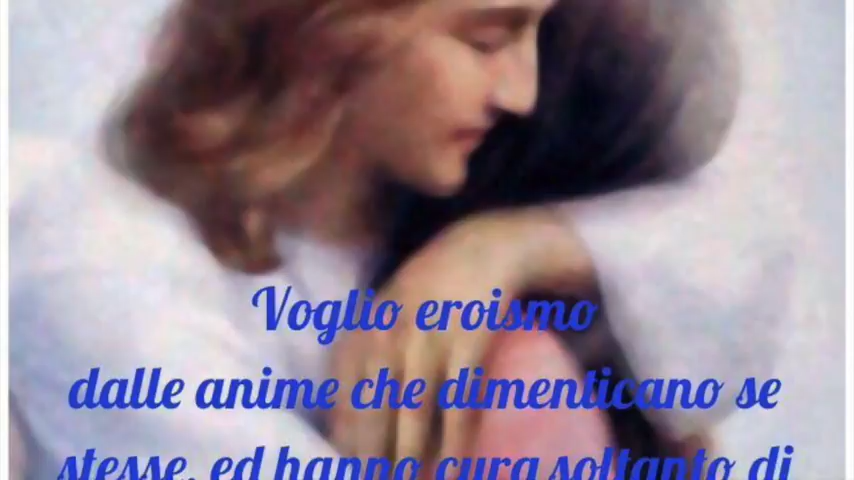 Voglio eroismo
dalle anime che dimenticano se
stesse, ed hanno cura soltanto di